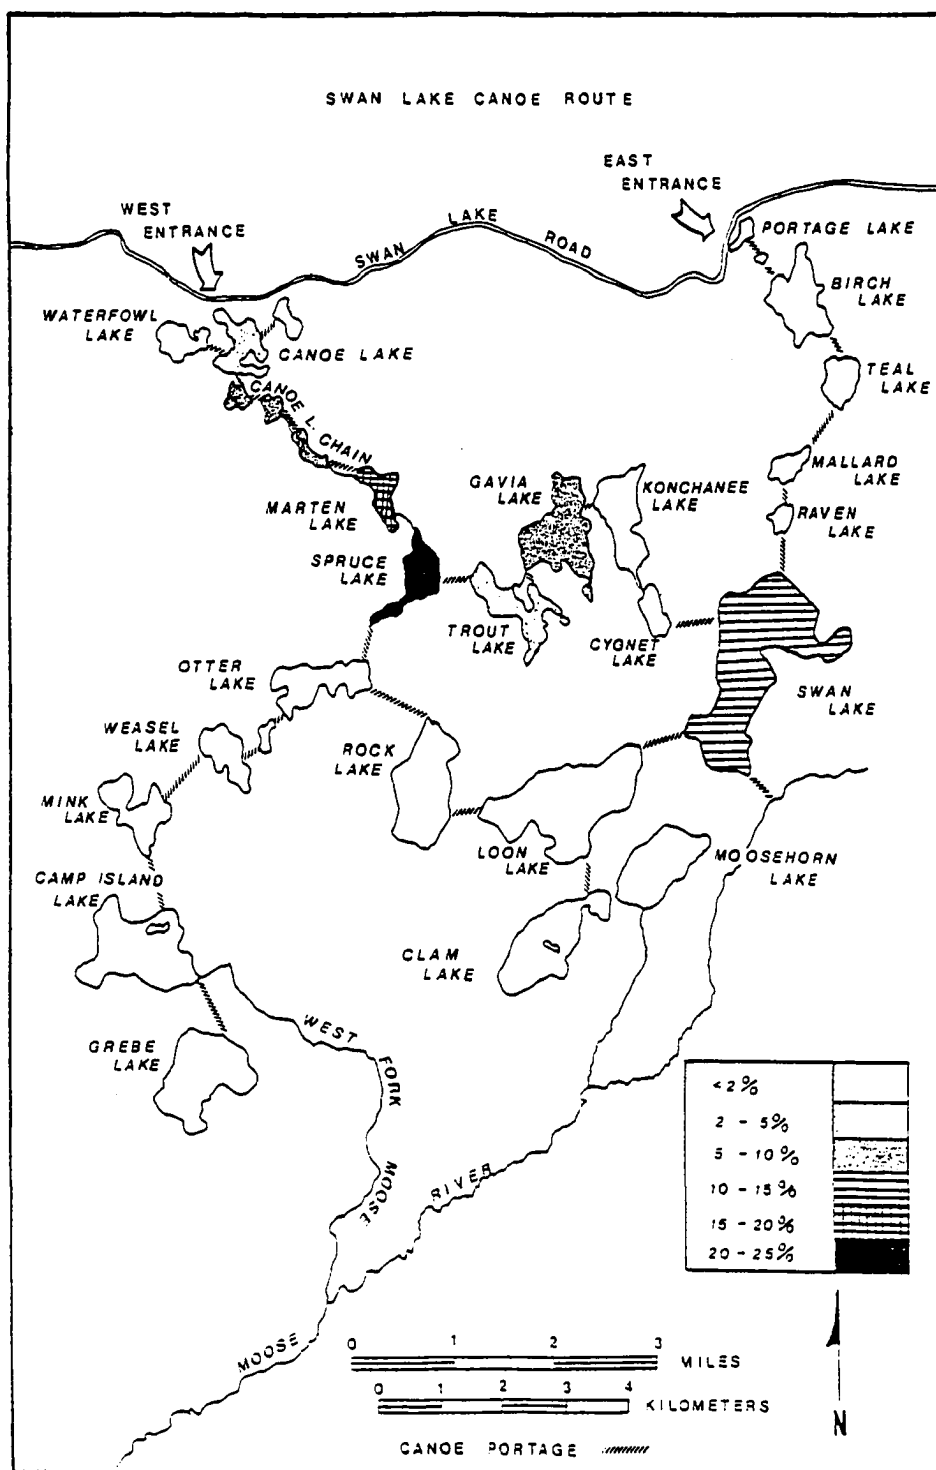 SWAN LAKE CANOE ROUTE
EAST
ENTRANCE
WEST
ENTRANCE
SWAN LAKE ROAD
PORTAGE LAKE
BIRCH
LAKE
WATERFOWL
LAKE
CANOE LAKE
TEAL
LAKE
CANOE L. CHAIN
MALLARD
LAKE
GAVIA
LAKE
KONCHANEE
LAKE
MARTEN
LAKE
RAVEN
LAKE
SPRUCE
LAKE
TROUT
LAKE
CYGNET
LAKE
OTTER
LAKE
SWAN
LAKE
WEASEL
LAKE
ROCK
LAKE
MINK
LAKE
LOON
LAKE
MOOSEHORN
LAKE
CAMP ISLAND
LAKE
CLAM
LAKE
WEST FORK MOOSE
GREBE
LAKE
<2%
2 - 5%
5 - 10%
10 - 15%
15 - 20%
20 - 25%
MOOSE RIVER
0 1 2 3
MILES
0 1 2 3 4
KILOMETERS
N
CANOE PORTAGE